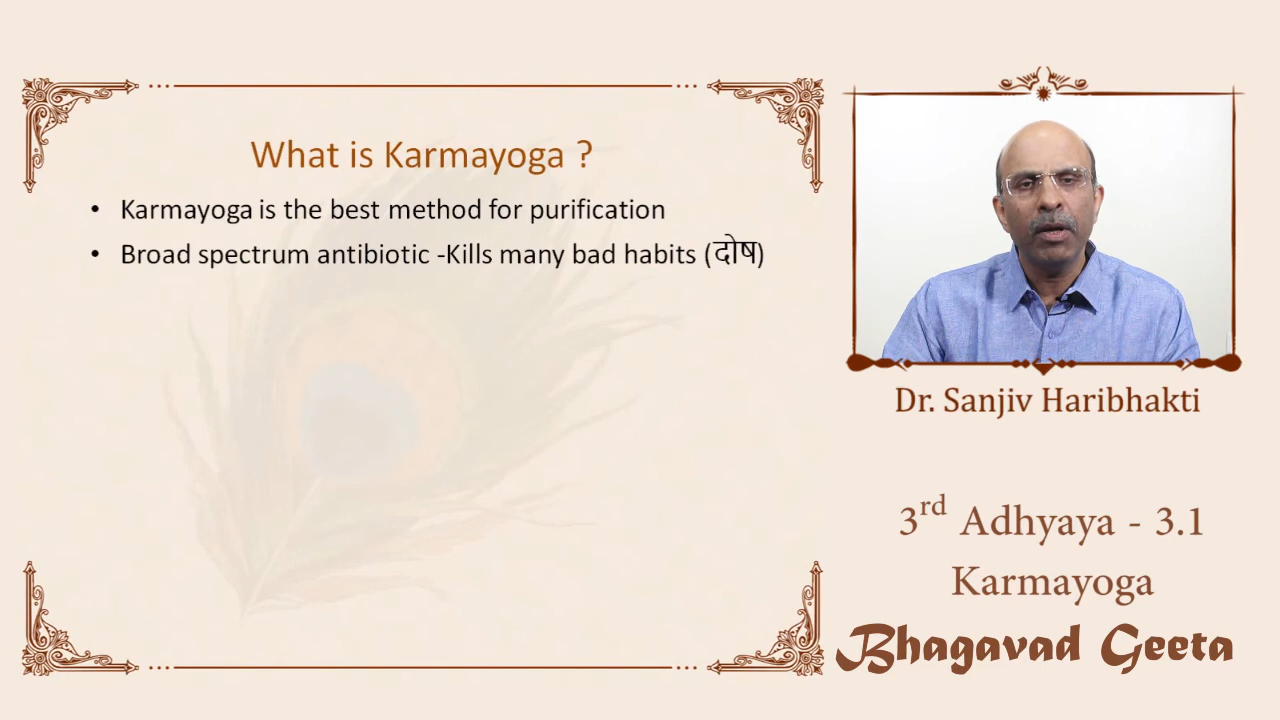 What is Karmayoga ?
• Karmayoga is the best method for purification
• Broad spectrum antibiotic -Kills many bad habits (दोष)
Dr. Sanjiv Haribhakti
3rd Adhyaya - 3.1
Karmayoga
Bhagavad Geeta